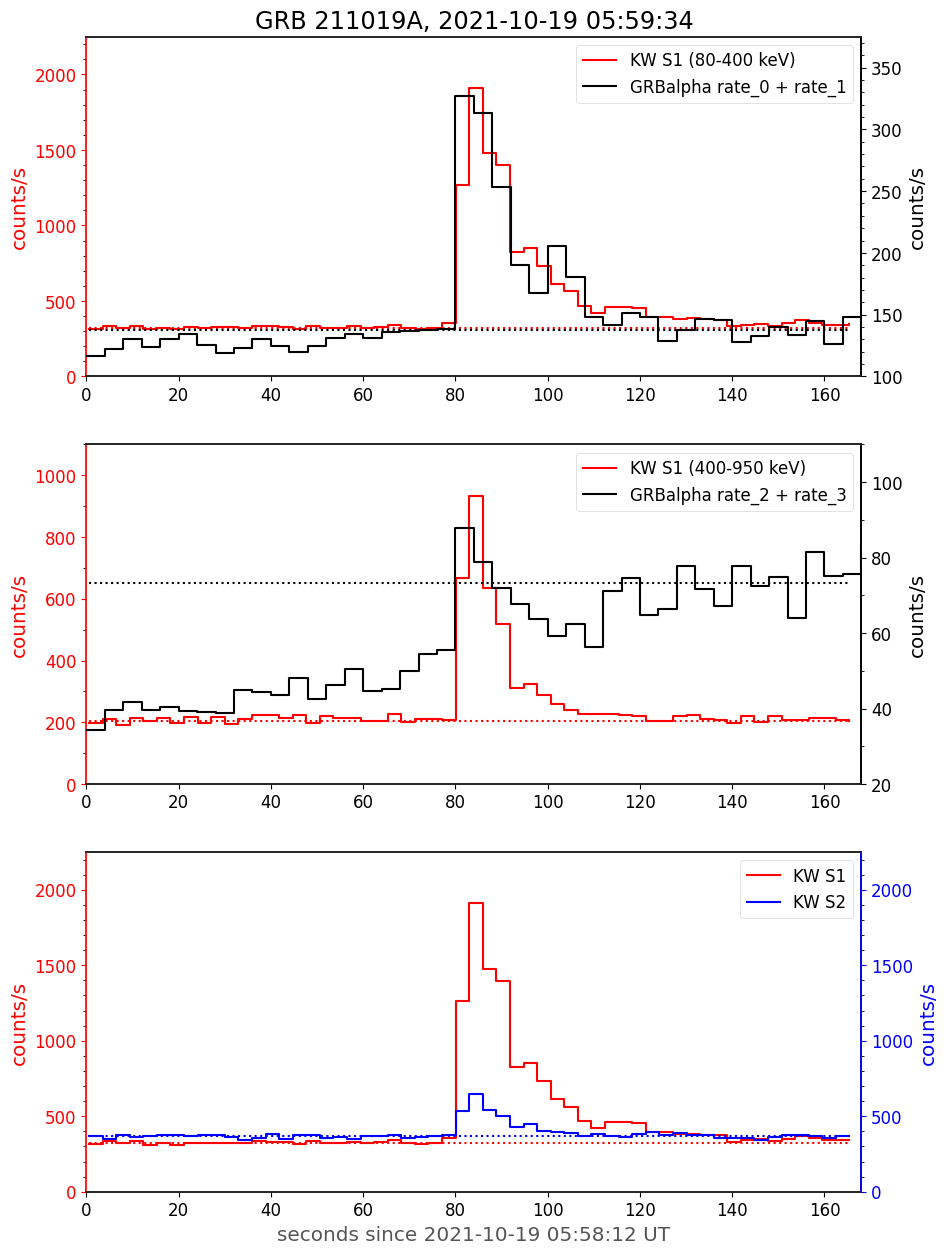 GRB 211019A, 2021-10-19 05:59:34
KW S1 (80-400 keV)
GRBalpha rate_0 + rate_1
counts/s
counts/s
2000
1500
1000
500
0
350
300
250
200
150
100
0 20 40 60 80 100 120 140 160
KW S1 (400-950 keV)
GRBalpha rate_2 + rate_3
counts/s
counts/s
1000
800
600
400
200
0
100
80
60
40
20
0 20 40 60 80 100 120 140 160
KW S1
KW S2
counts/s
counts/s
2000
1500
1000
500
0
2000
1500
1000
500
0
0 20 40 60 80 100 120 140 160
seconds since 2021-10-19 05:58:12 UT